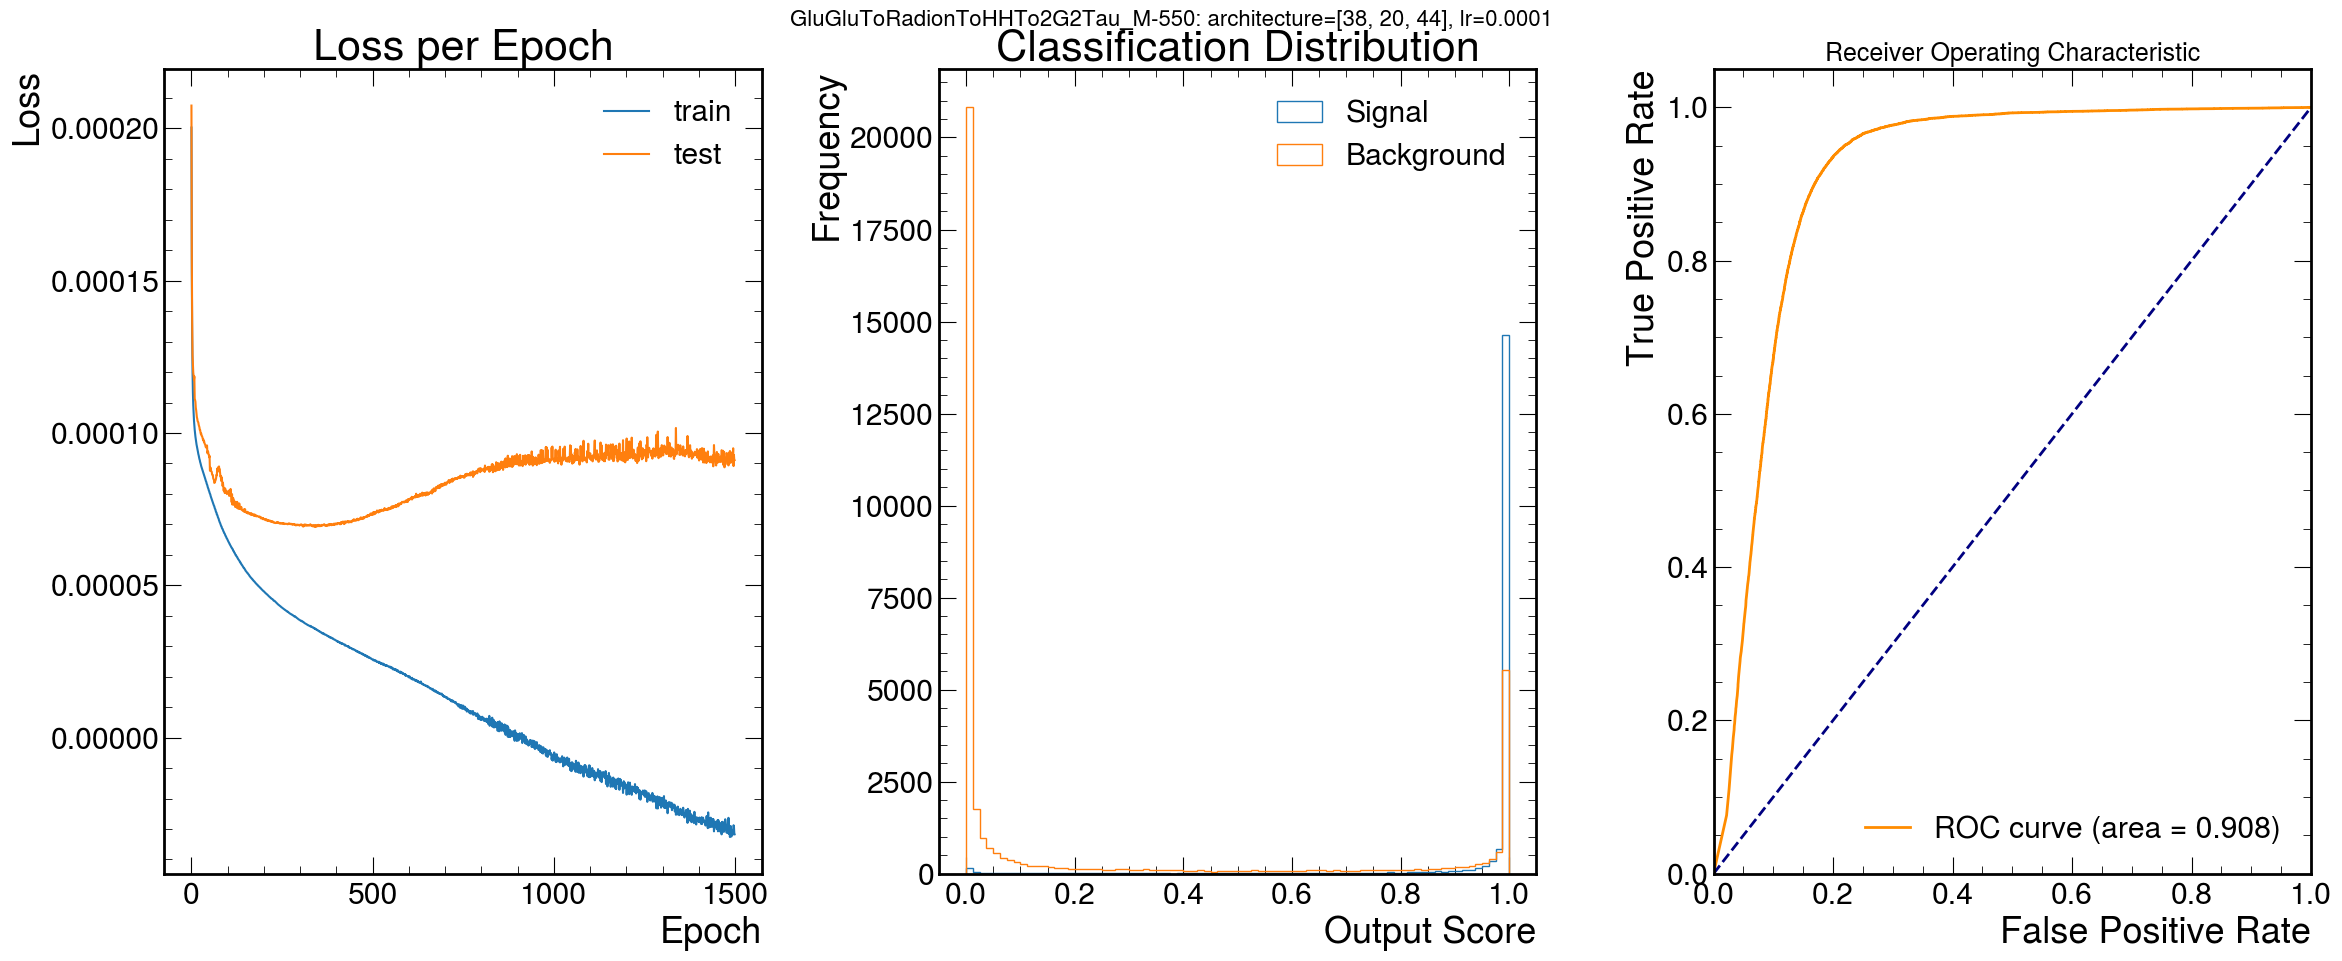 GluGluToRadionToHHTo2G2Tau_M-550: architecture=[38, 20, 44], lr=0.0001
Loss per Epoch
Loss
0.00020
0.00015
0.00010
0.00005
0.00000
train
test
0
500
1000
1500
Epoch
Classification Distribution
Frequency
20000
17500
15000
12500
10000
7500
5000
2500
0
Signal
Background
0.0
0.2
0.4
0.6
0.8
1.0
Output Score
Receiver Operating Characteristic
True Positive Rate
1.0
0.8
0.6
0.4
0.2
0.0
ROC curve (area = 0.908)
0.0
0.2
0.4
0.6
0.8
1.0
False Positive Rate